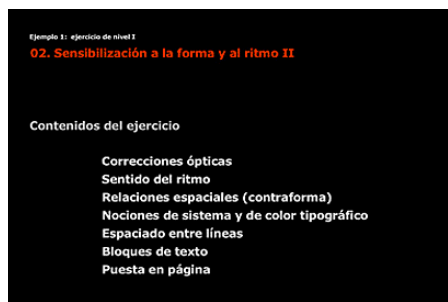 Ejemplo 1: ejercicio de nivel I
02. Sensibilización a la forma y al ritmo II
Contenidos del ejercicio
Correcciones ópticas
Sentido del ritmo
Relaciones espaciales (contraforma)
Nociones de sistema y de color tipográfico
Espaciado entre líneas
Bloques de texto
Puesta en página